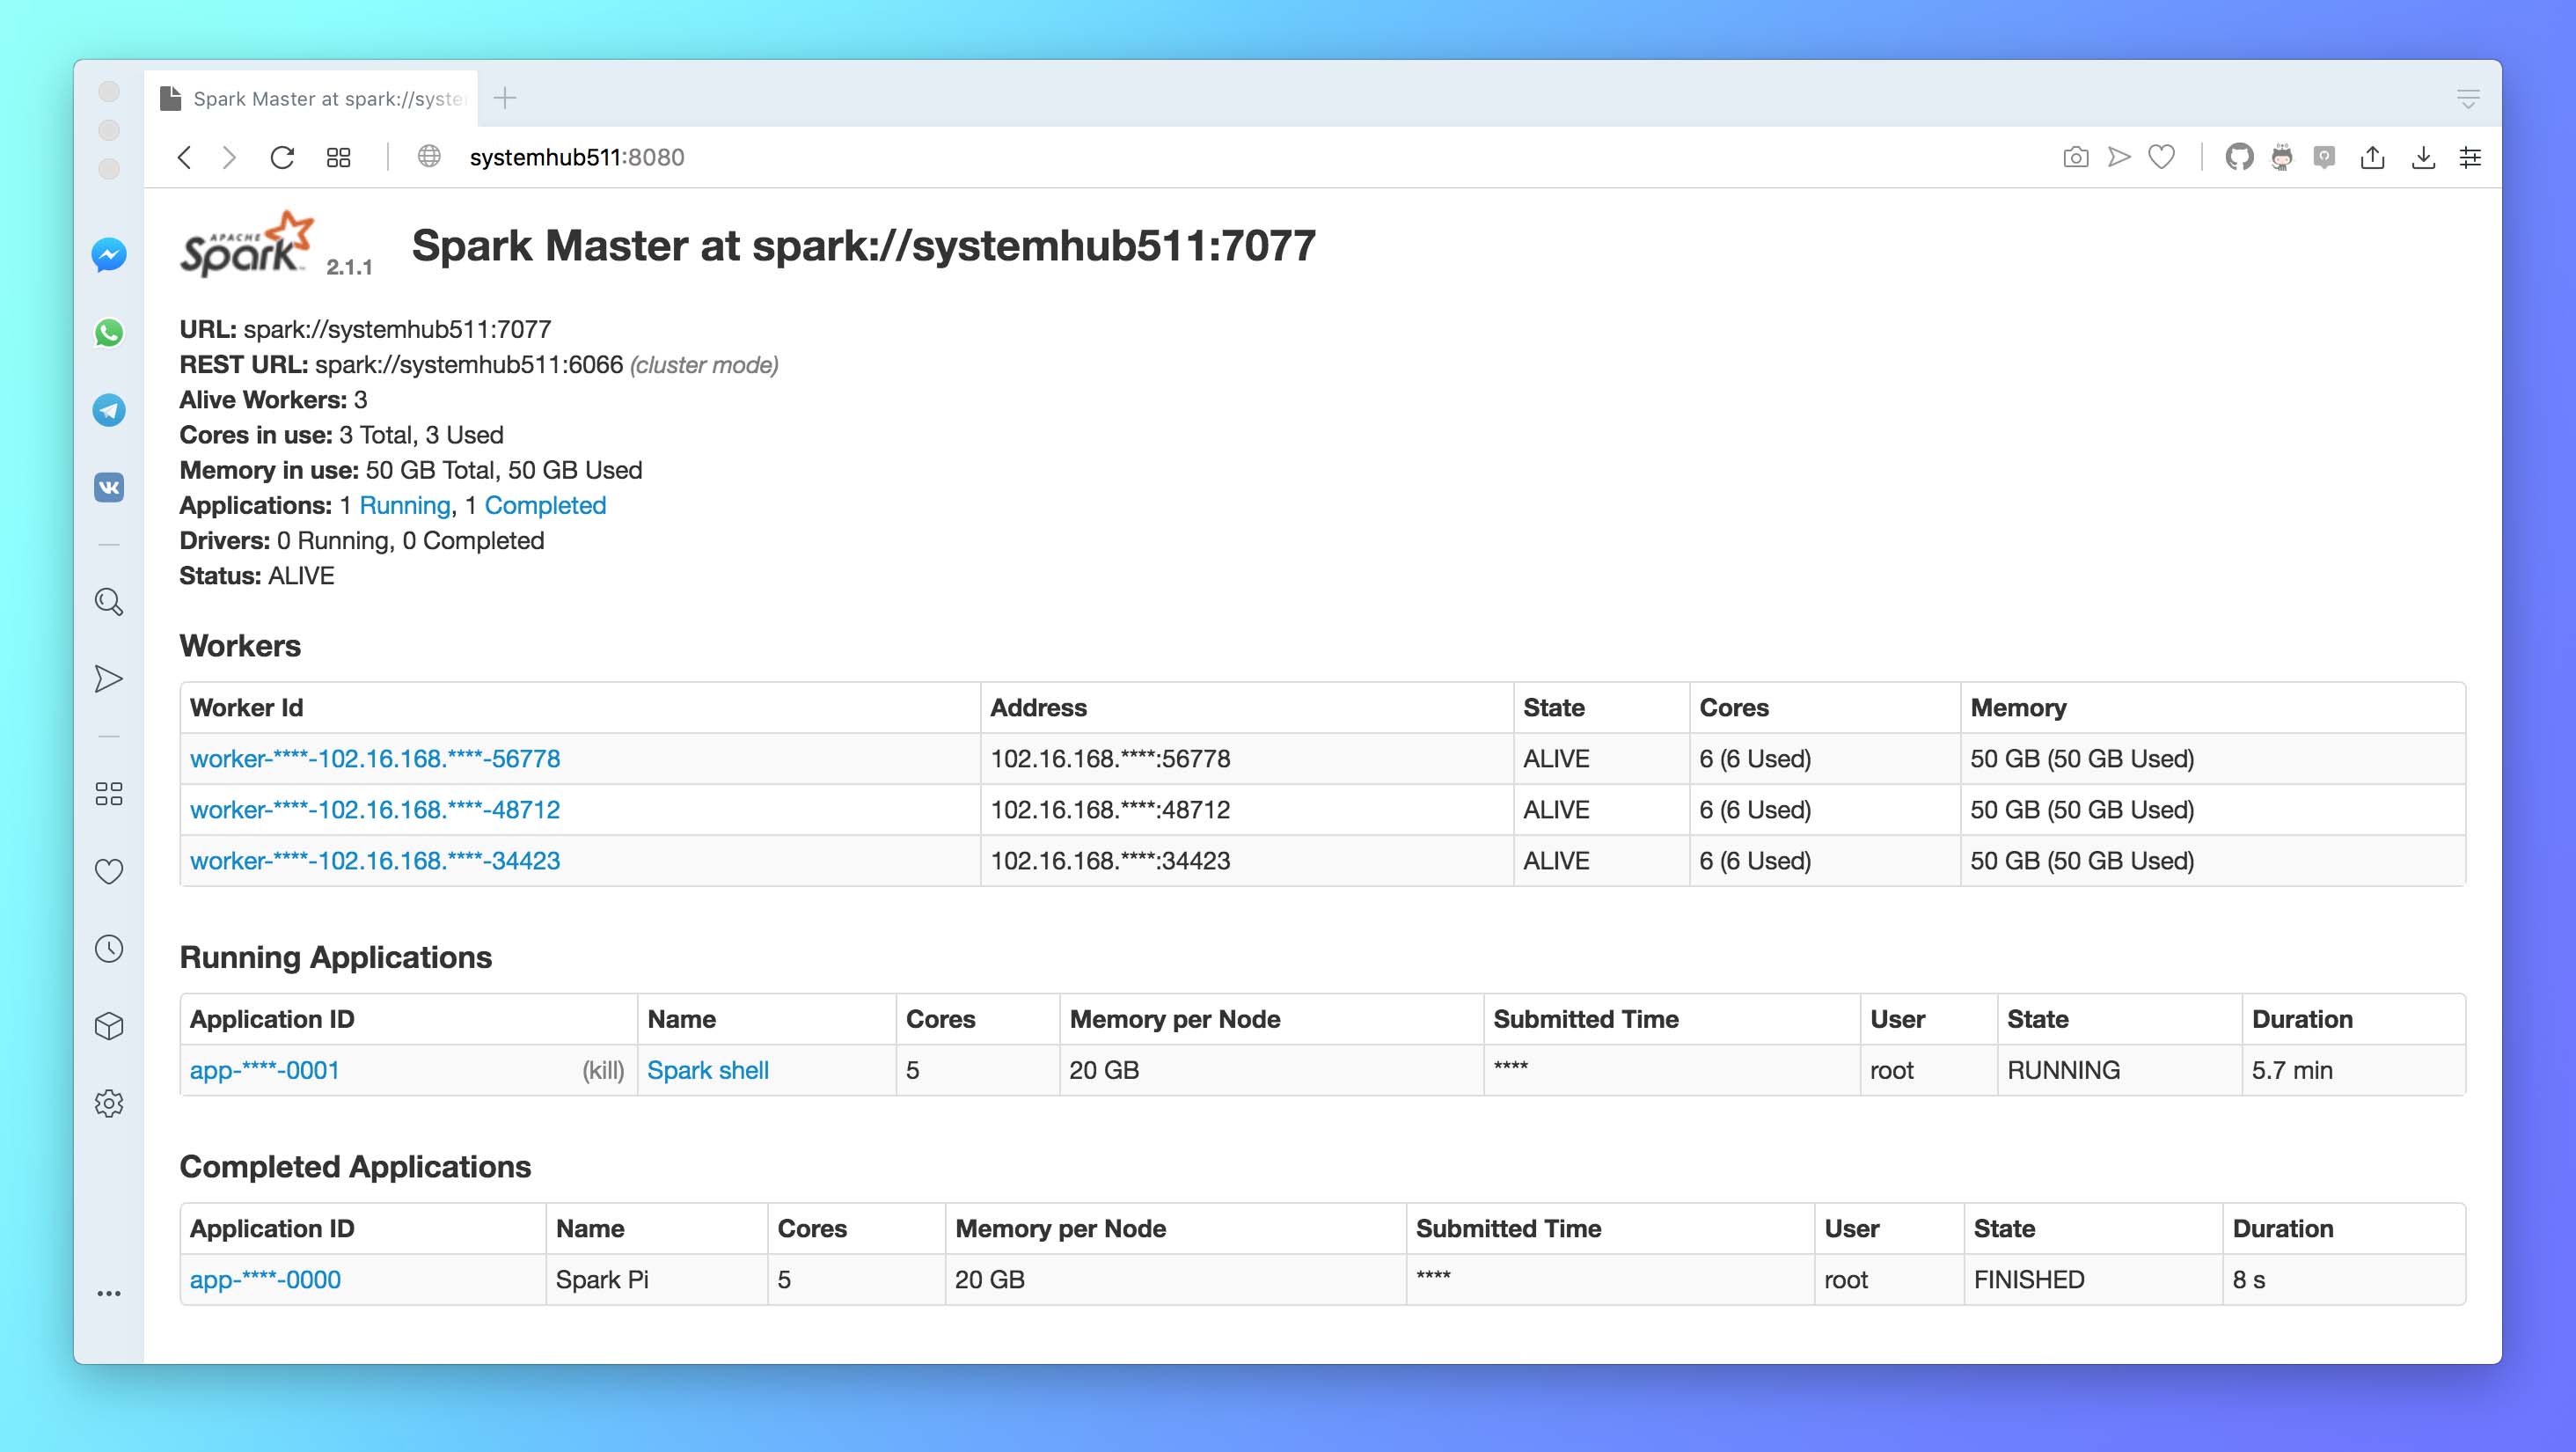 Spark Master at spark://syste
systemhub511:8080
APACHE Spark 2.1.1
Spark Master at spark://systemhub511:7077
URL: spark://systemhub511:7077
REST URL: spark://systemhub511:6066 (cluster mode)
Alive Workers: 3
Cores in use: 3 Total, 3 Used
Memory in use: 50 GB Total, 50 GB Used
Applications: 1 Running, 1 Completed
Drivers: 0 Running, 0 Completed
Status: ALIVE
Workers
Worker Id Address State Cores Memory
worker-****-102.16.168.****-56778 102.16.168.****:56778 ALIVE 6 (6 Used) 50 GB (50 GB Used)
worker-****-102.16.168.****-48712 102.16.168.****:48712 ALIVE 6 (6 Used) 50 GB (50 GB Used)
worker-****-102.16.168.****-34423 102.16.168.****:34423 ALIVE 6 (6 Used) 50 GB (50 GB Used)
Running Applications
Application ID Name Cores Memory per Node Submitted Time User State Duration
app-****-0001 (kill) Spark shell 5 20 GB **** root RUNNING 5.7 min
Completed Applications
Application ID Name Cores Memory per Node Submitted Time User State Duration
app-****-0000 Spark Pi 5 20 GB **** root FINISHED 8 s